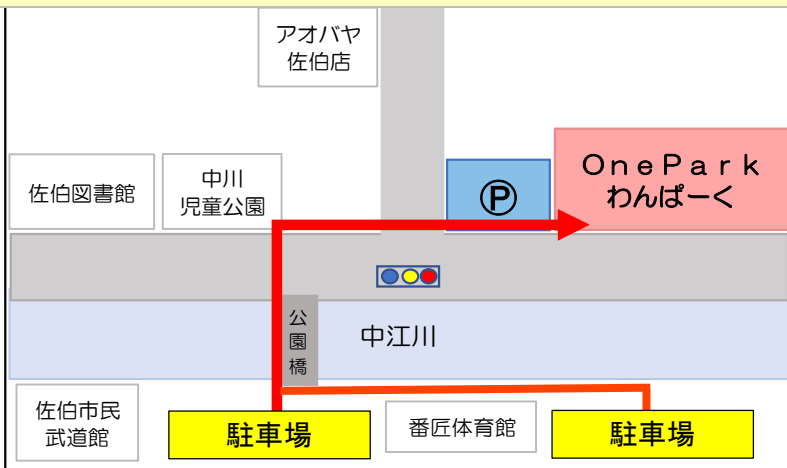 アオバヤ
佐伯店
佐伯図書館
中川
児童公園
Ⓟ
OnePark
わんぱーく
公
園
橋
中江川
佐伯市民
武道館
駐車場
番匠体育館
駐車場